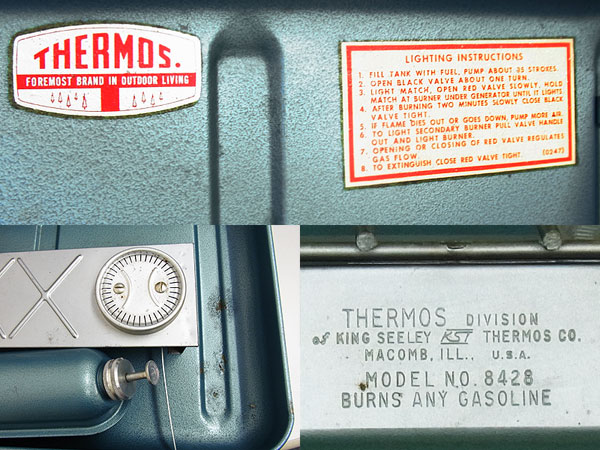 THERMOS.
FOREMOST BRAND IN OUTDOOR LIVING
LIGHTING INSTRUCTIONS
1. FILL TANK WITH FUEL, PUMP ABOUT 35 STROKES.
2. OPEN BLACK VALVE ABOUT ONE TURN.
3. LIGHT MATCH, OPEN RED VALVE SLOWLY, HOLD
MATCH AT BURNER UNDER GENERATOR UNTIL IT LIGHTS.
4. AFTER BURNING TWO MINUTES SLOWLY CLOSE BLACK
VALVE TIGHT.
5. IF FLAME DIES OUT OR GOES DOWN, PUMP MORE AIR.
6. TO LIGHT SECONDARY BURNER PULL VALVE HANDLE
OUT AND LIGHT BURNER.
7. OPENING OR CLOSING OF RED VALVE REGULATES
GAS FLOW.
8. TO EXTINGUISH CLOSE RED VALVE TIGHT. (0247)
THERMOS DIVISION
of KING SEELEY KST THERMOS CO.
MACOMB, ILL., U.S.A.
MODEL NO. 8428
BURNS ANY GASOLINE